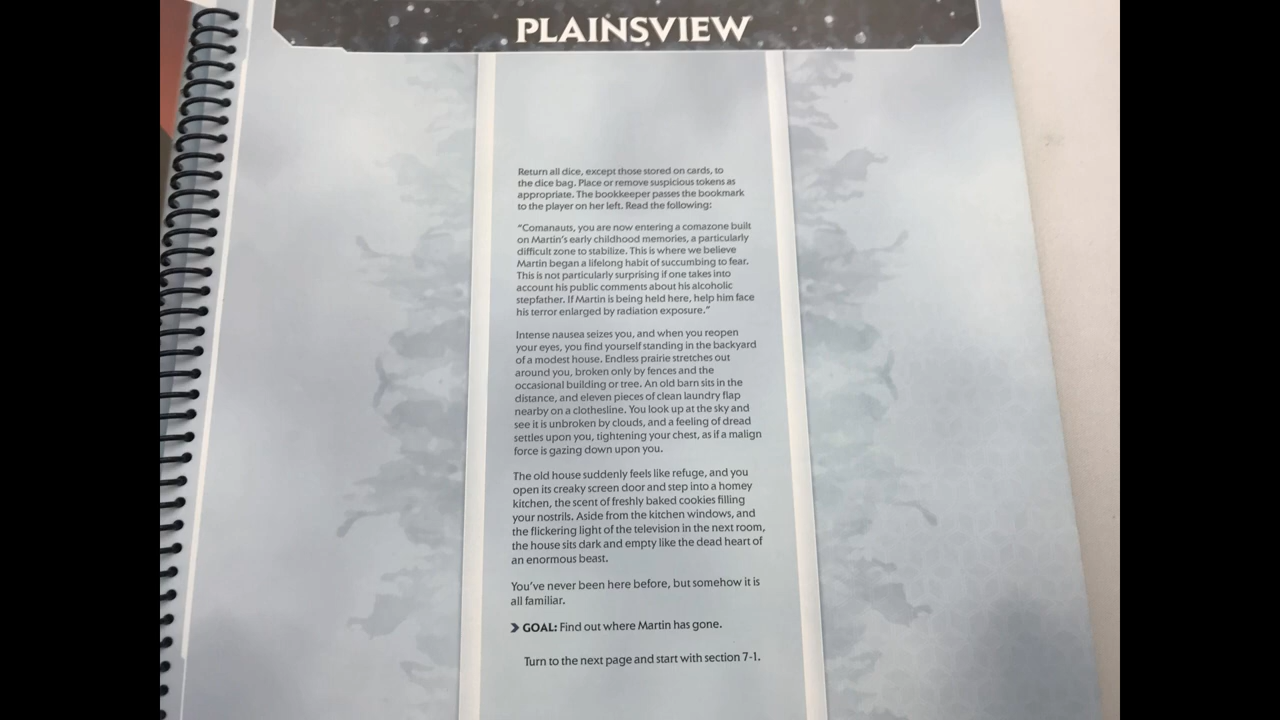 PLAINSVIEW
Return all dice, except those stored on cards, to
the dice bag. Place or remove suspicious tokens as
appropriate. The bookkeeper passes the bookmark
to the player on her left. Read the following:
“Comanauts, you are now entering a comazone built
on Martin’s early childhood memories, a particularly
difficult zone to stabilize. This is where we believe
Martin began a lifelong habit of succumbing to fear.
This is not particularly surprising if one takes into
account his public comments about his alcoholic
stepfather. If Martin is being held here, help him face
his terror enlarged by radiation exposure.”
Intense nausea seizes you, and when you reopen
your eyes, you find yourself standing in the backyard
of a modest house. Endless prairie stretches out
around you, broken only by fences and the
occasional building or tree. An old barn sits in the
distance, and eleven pieces of clean laundry flap
nearby on a clothesline. You look up at the sky and
see it is unbroken by clouds, and a feeling of dread
settles upon you, tightening your chest, as if a malign
force is gazing down upon you.
The old house suddenly feels like refuge, and you
open its creaky screen door and step into a homey
kitchen, the scent of freshly baked cookies filling
your nostrils. Aside from the kitchen windows, and
the flickering light of the television in the next room,
the house sits dark and empty like the dead heart of
an enormous beast.
You’ve never been here before, but somehow it is
all familiar.
GOAL: Find out where Martin has gone.
Turn to the next page and start with section 7-1.